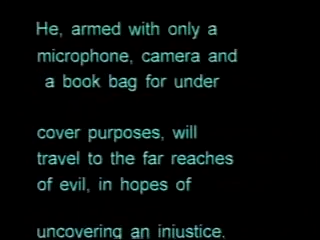 He, armed with only a
microphone, camera and
a book bag for under
cover purposes, will
travel to the far reaches
of evil, in hopes of
uncovering an injustice.